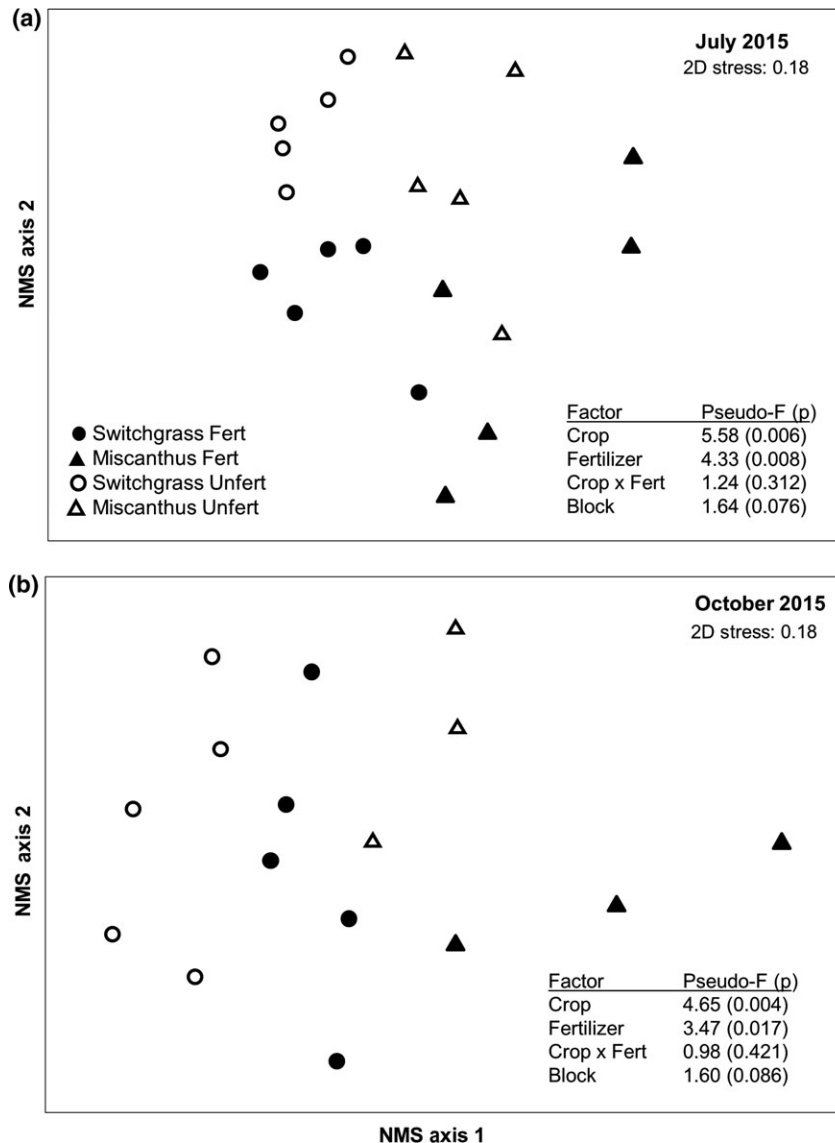 (a)
July 2015
2D stress: 0.18
NMS axis 2
Switchgrass Fert
Miscanthus Fert
Switchgrass Unfert
Miscanthus Unfert
Factor Pseudo-F (p)
Crop 5.58 (0.006)
Fertilizer 4.33 (0.008)
Crop x Fert 1.24 (0.312)
Block 1.64 (0.076)
(b)
October 2015
2D stress: 0.18
NMS axis 2
Factor Pseudo-F (p)
Crop 4.65 (0.004)
Fertilizer 3.47 (0.017)
Crop x Fert 0.98 (0.421)
Block 1.60 (0.086)
NMS axis 1